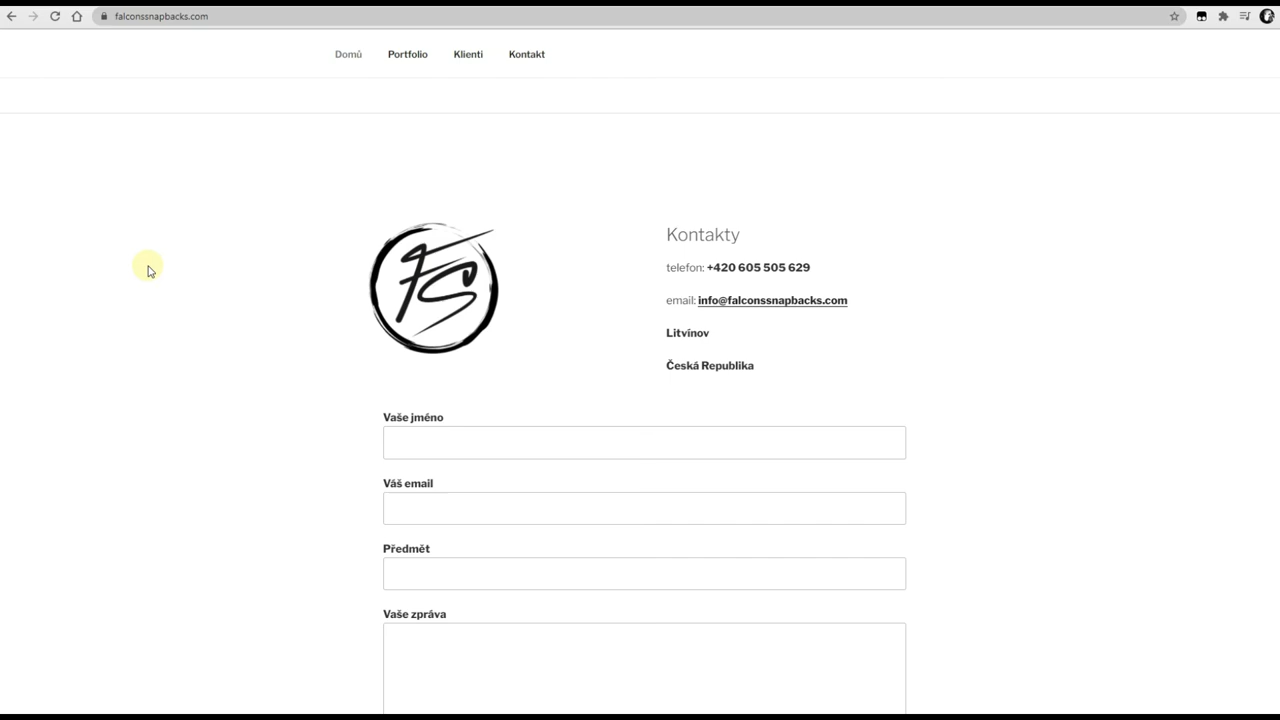 falconssnapbacks.com
Domů Portfolio Klienti Kontakt
FS
Kontakty
telefon: +420 605 505 629
email: info@falconssnapbacks.com
Litvínov
Česká Republika
Vaše jméno
Váš email
Předmět
Vaše zpráva